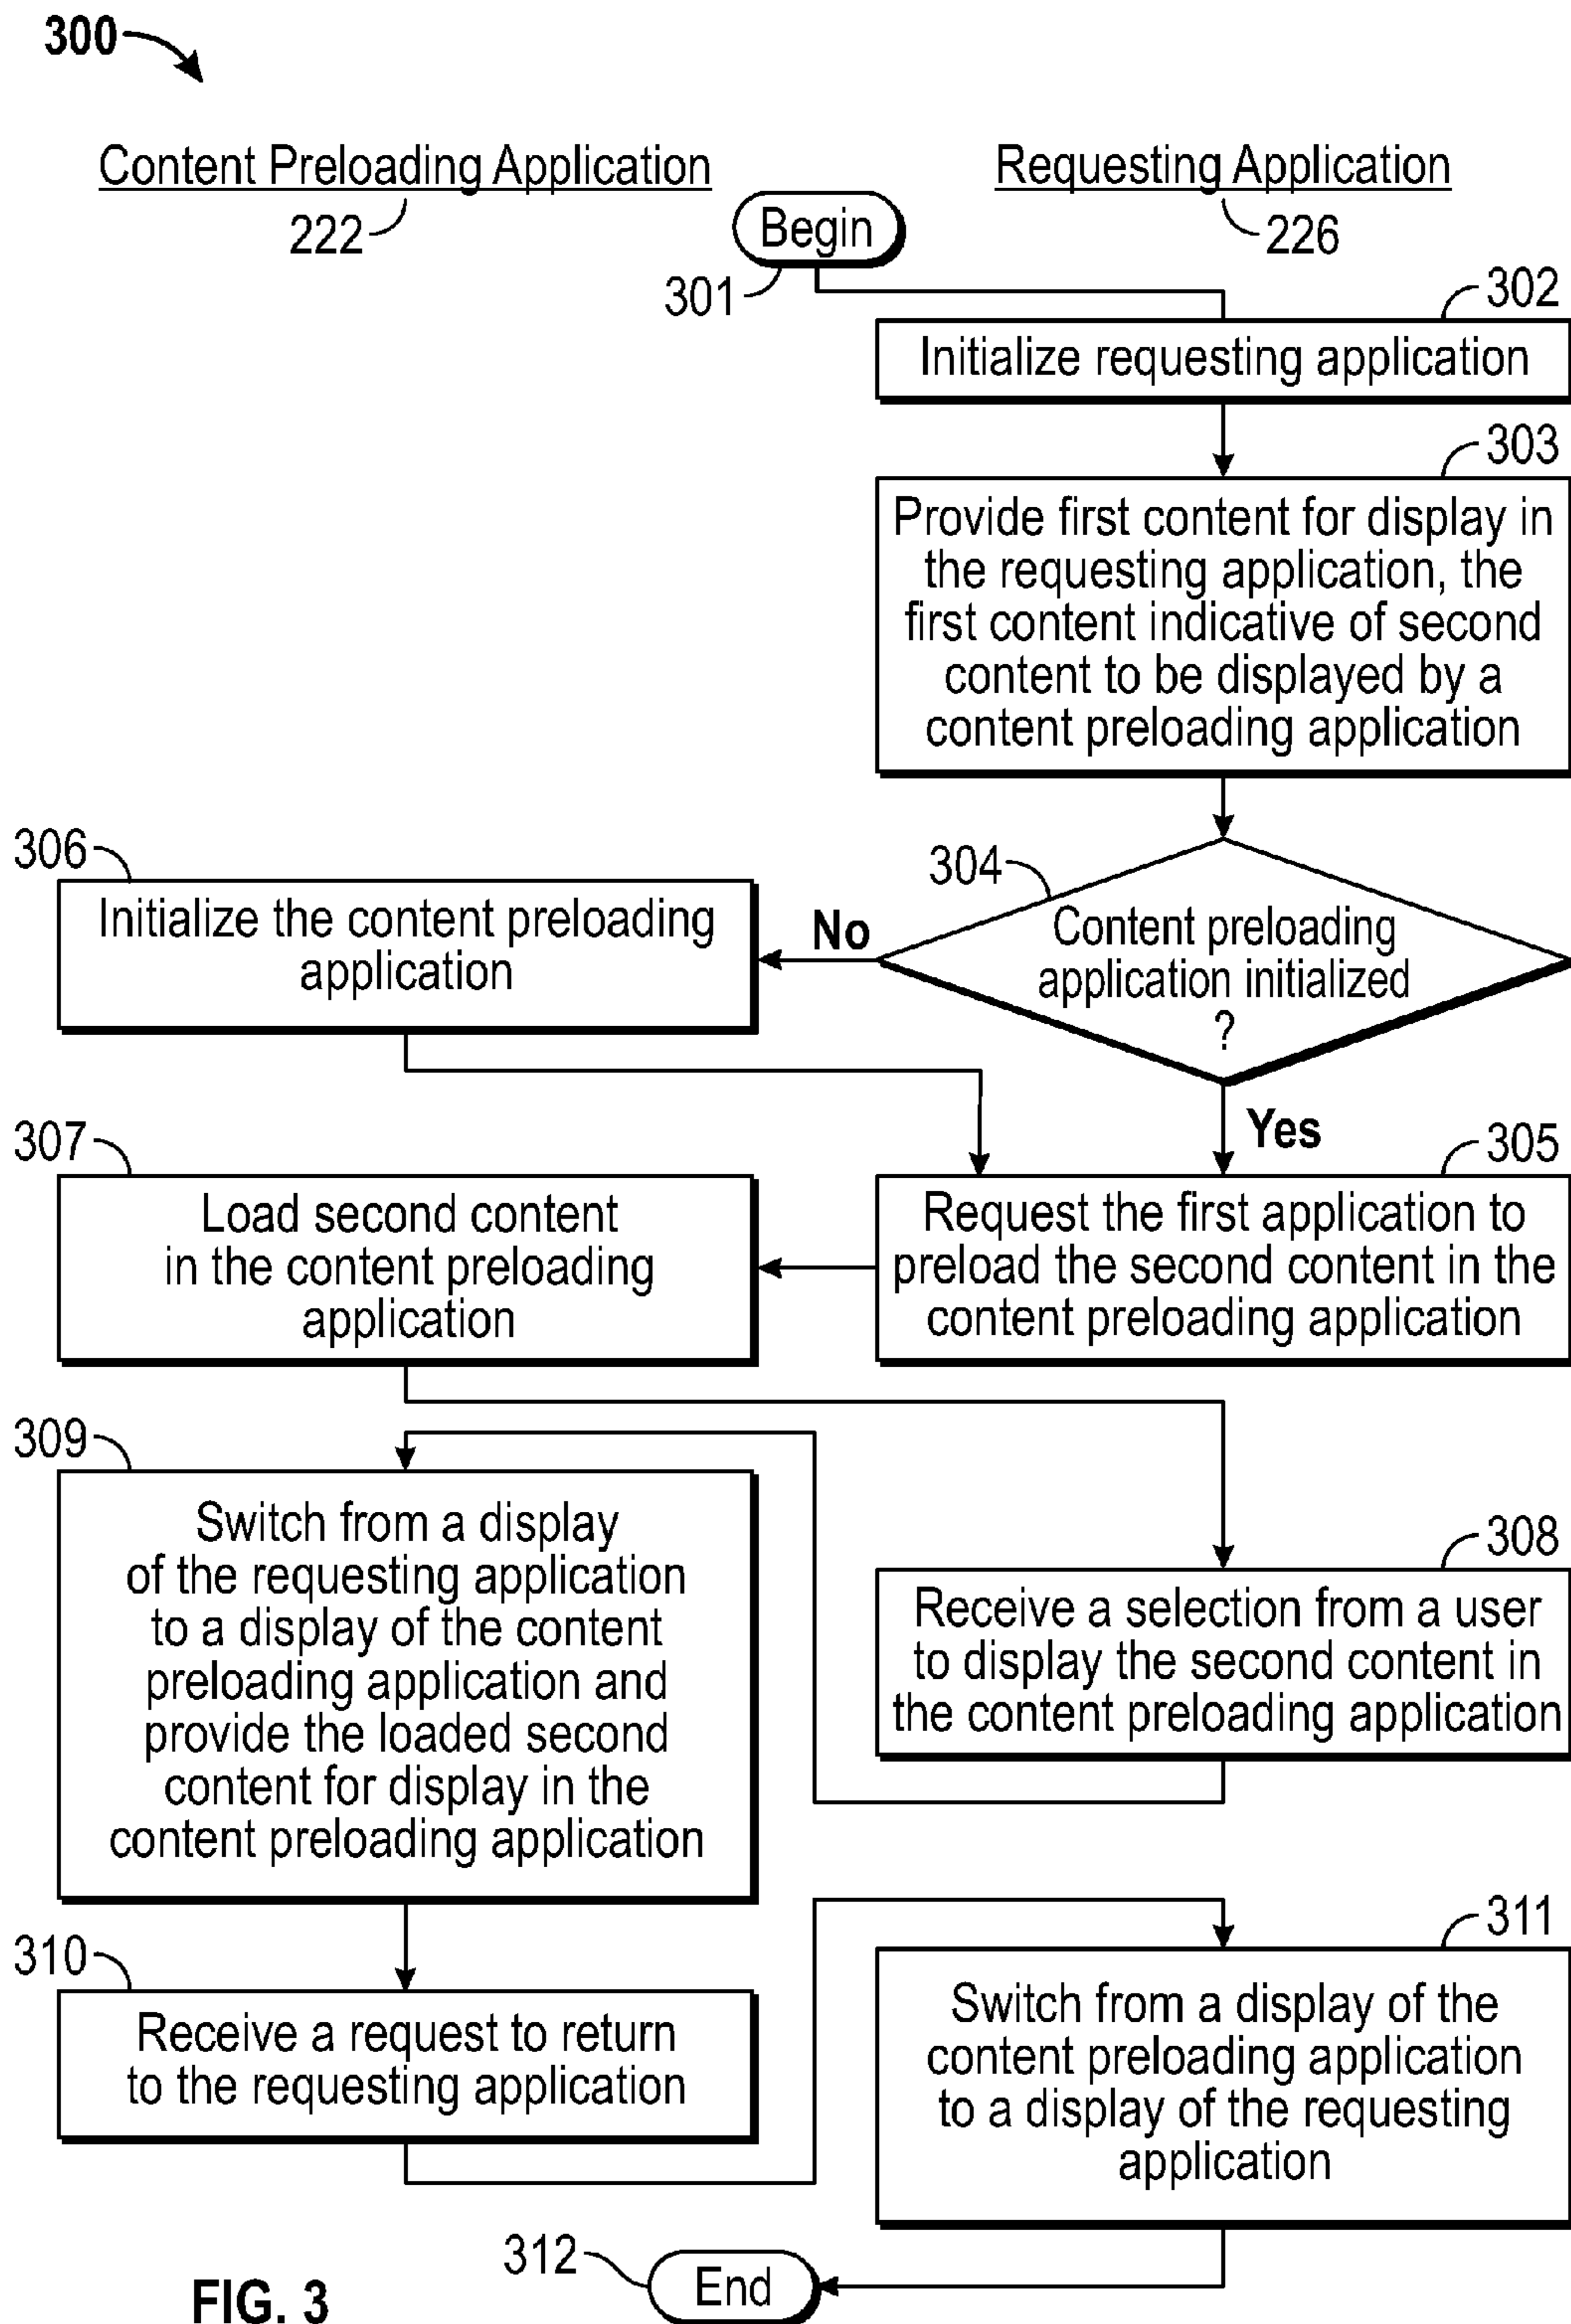 300
Content Preloading Application
222
Requesting Application
226
Begin
301
302
Initialize requesting application
303
Provide first content for display in
the requesting application, the
first content indicative of second
content to be displayed by a
content preloading application
304
Content preloading
application initialized
?
No
Yes
306
Initialize the content preloading
application
305
Request the first application to
preload the second content in the
content preloading application
307
Load second content
in the content preloading
application
308
Receive a selection from a user
to display the second content in
the content preloading application
309
Switch from a display
of the requesting application
to a display of the content
preloading application and
provide the loaded second
content for display in the
content preloading application
310
Receive a request to return
to the requesting application
311
Switch from a display of the
content preloading application
to a display of the requesting
application
312
End
FIG. 3